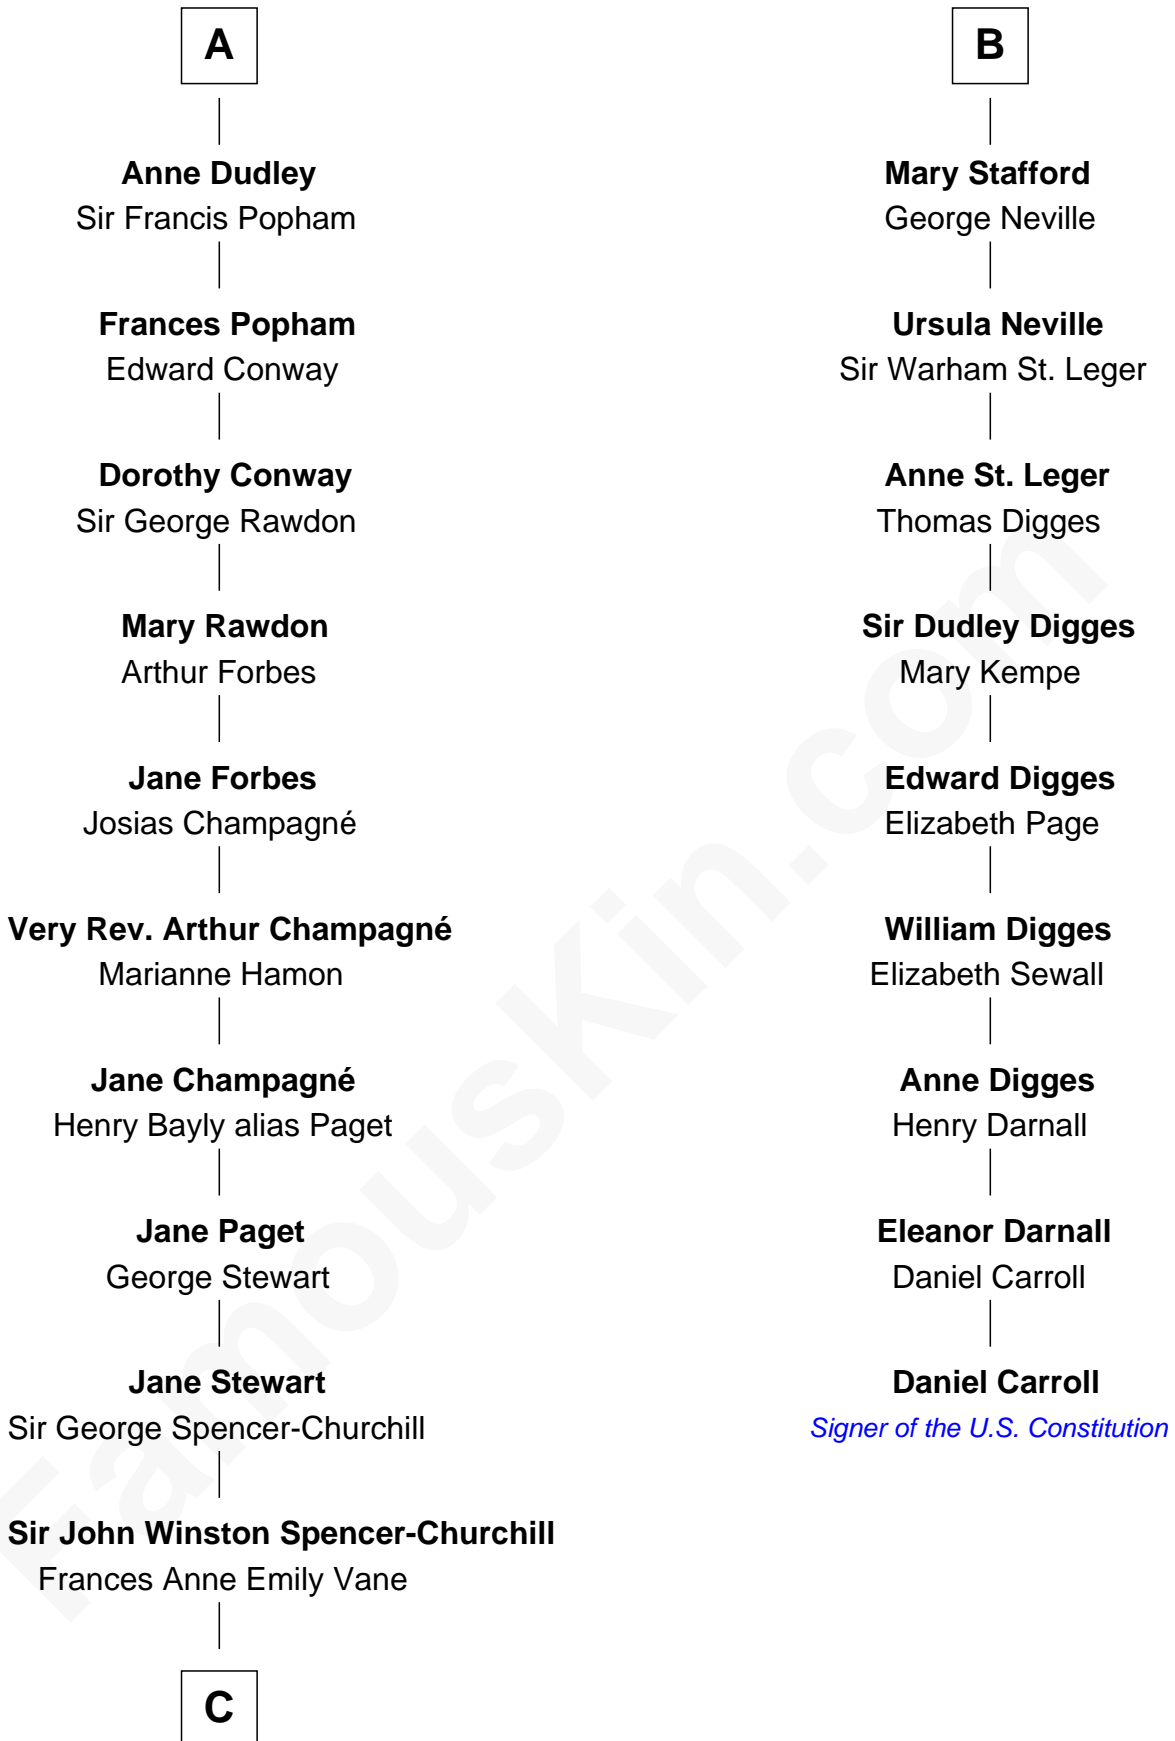 A
Anne Dudley
Sir Francis Popham
Frances Popham
Edward Conway
Dorothy Conway
Sir George Rawdon
Mary Rawdon
Arthur Forbes
Jane Forbes
Josias Champagné
Very Rev. Arthur Champagné
Marianne Hamon
Jane Champagné
Henry Bayly alias Paget
Jane Paget
George Stewart
Jane Stewart
Sir George Spencer-Churchill
Sir John Winston Spencer-Churchill
Frances Anne Emily Vane
C
B
Mary Stafford
George Neville
Ursula Neville
Sir Warham St. Leger
Anne St. Leger
Thomas Digges
Sir Dudley Digges
Mary Kempe
Edward Digges
Elizabeth Page
William Digges
Elizabeth Sewall
Anne Digges
Henry Darnall
Eleanor Darnall
Daniel Carroll
Daniel Carroll
Signer of the U.S. Constitution
FamousKin.com